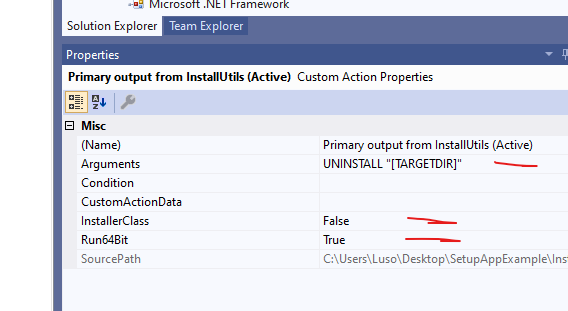 Microsoft .NET Framework
Solution Explorer Team Explorer
Properties
Primary output from InstallUtils (Active) Custom Action Properties
Misc
(Name) Primary output from InstallUtils (Active)
Arguments UNINSTALL "[TARGETDIR]"
Condition
CustomActionData
InstallerClass False
Run64Bit True
SourcePath C:\Users\Luso\Desktop\SetupAppExample\Ins